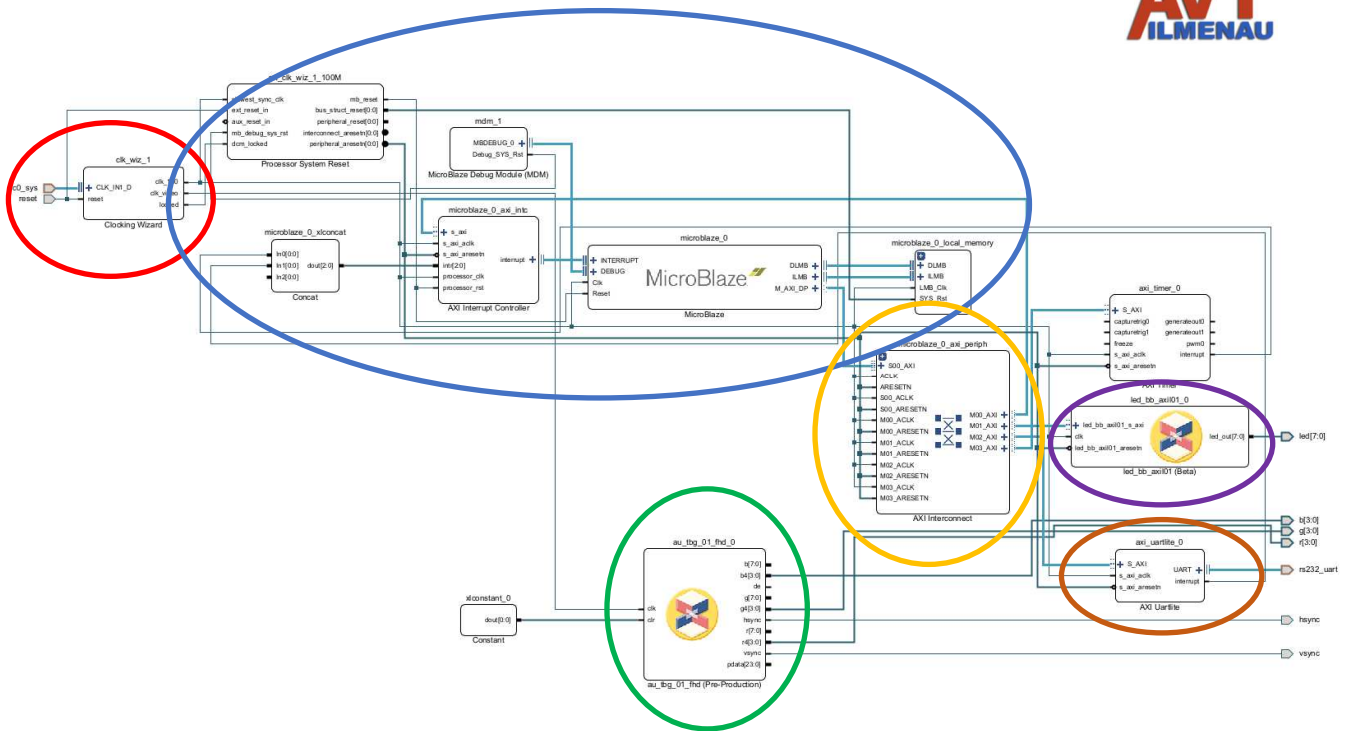 AVT
ILMENAU
clk_wiz_1_100M
slowest_sync_clk
ext_reset_in
aux_reset_in
mb_debug_sys_rst
dcm_locked
mb_reset
bus_struct_reset[0:0]
peripheral_reset[0:0]
interconnect_aresetn[0:0]
peripheral_aresetn[0:0]
Processor System Reset
mdm_1
MBDEBUG_0
Debug_SYS_Rst
MicroBlaze Debug Module (MDM)
clk_wiz_1
CLK_IN1_D
reset
clk_video
locked
Clocking Wizard
c0_sys
reset
microblaze_0_xlconcat
In0[0:0]
In1[0:0]
In2[0:0]
dout[2:0]
Concat
microblaze_0_axi_intc
s_axi
s_axi_aclk
s_axi_aresetn
intr[2:0]
processor_clk
processor_rst
interrupt
AXI Interrupt Controller
microblaze_0
INTERRUPT
DEBUG
Clk
Reset
MicroBlaze
DLMB
ILMB
M_AXI_DP
MicroBlaze
microblaze_0_local_memory
DLMB
ILMB
LMB_Clk
SYS_Rst
axi_timer_0
S_AXI
capturetrig0
capturetrig1
freeze
s_axi_aclk
s_axi_aresetn
generateout0
generateout1
pwm0
interrupt
AXI Timer
microblaze_0_axi_periph
S00_AXI
ACLK
ARESETN
S00_ACLK
S00_ARESETN
M00_ACLK
M00_ARESETN
M01_ACLK
M01_ARESETN
M02_ACLK
M02_ARESETN
M03_ACLK
M03_ARESETN
M00_AXI
M01_AXI
M02_AXI
M03_AXI
AXI Interconnect
led_bb_axil01_0
led_bb_axil01_s_axi
clk
led_bb_axil01_aresetn
led_out[7:0]
led_bb_axil01 (Beta)
led[7:0]
b[3:0]
g[3:0]
r[3:0]
axi_uartlite_0
S_AXI
s_axi_aclk
s_axi_aresetn
UART
interrupt
AXI Uartlite
rs232_uart
hsync
vsync
au_tbg_01_fhd_0
clk
clr
b[7:0]
b4[3:0]
de
g[7:0]
g4[3:0]
hsync
r[7:0]
r4[3:0]
vsync
pdata[23:0]
au_tbg_01_fhd (Pre-Production)
xlconstant_0
dout[0:0]
Constant